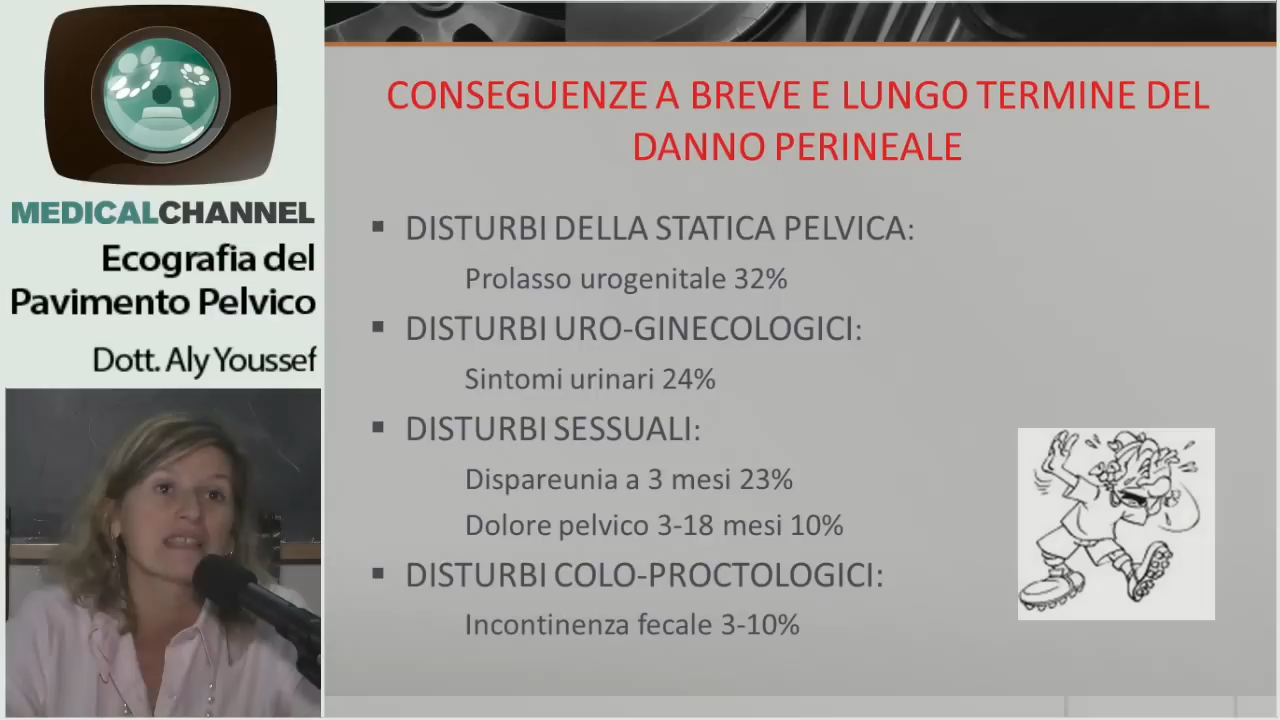 MEDICALCHANNEL
Ecografia del
Pavimento Pelvico
Dott. Aly Youssef
CONSEGUENZE A BREVE E LUNGO TERMINE DEL
DANNO PERINEALE
▪ DISTURBI DELLA STATICA PELVICA:
Prolasso urogenitale 32%
▪ DISTURBI URO-GINECOLOGICI:
Sintomi urinari 24%
▪ DISTURBI SESSUALI:
Dispareunia a 3 mesi 23%
Dolore pelvico 3-18 mesi 10%
▪ DISTURBI COLO-PROCTOLOGICI:
Incontinenza fecale 3-10%